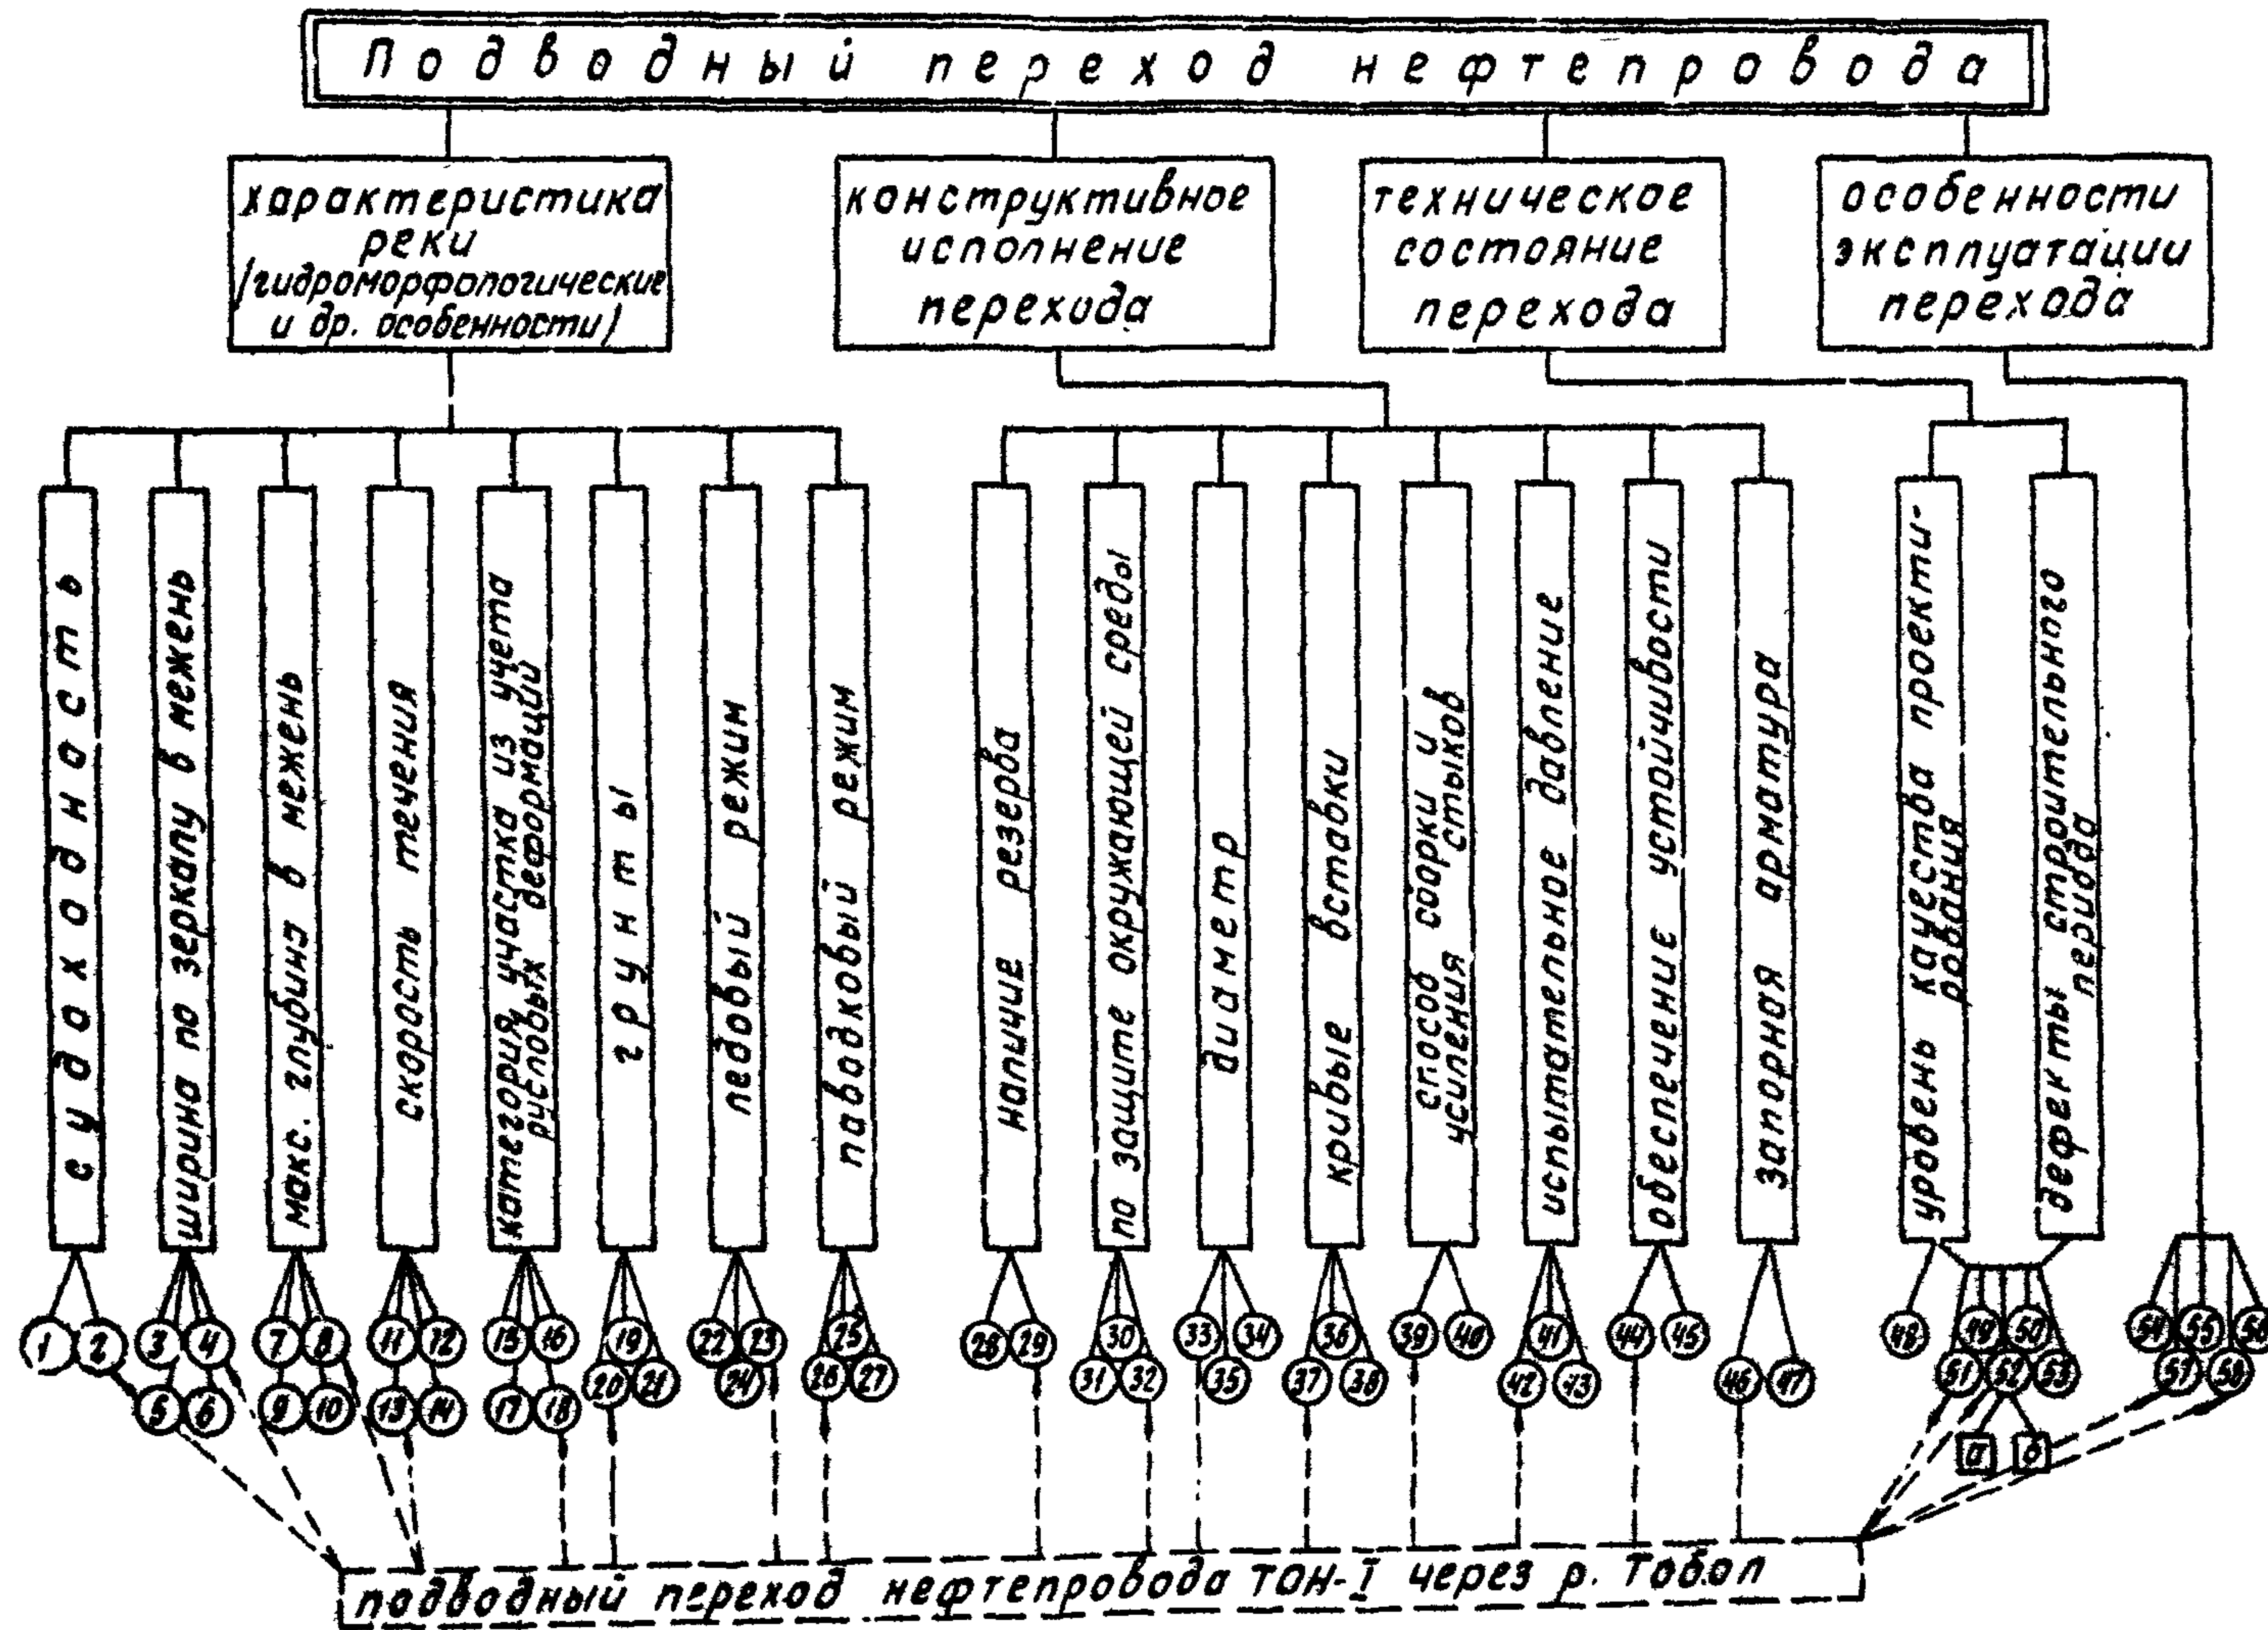 Подводный переход нефтепровода
характеристика
реки
/гидроморфологические
и др. особенности/
конструктивное
исполнение
перехода
техническое
состояние
перехода
особенности
эксплуатации
перехода
судоходность
ширина по зеркалу в межень
макс. глубина в межень
скорость течения
категория участка из учета
русловых деформаций
грунты
ледовый режим
паводковый режим
наличие резерва
по защите окружающей среды
диаметр
кривые вставки
способ сборки и
усиления стыков
испытательное давление
обеспечение устойчивости
запорная арматура
уровень качества проекти-
рования
дефекты строительного
периода
1 2 3 4 7 8 11 12 15 16 19 22 23 25 28 29 30 33 34 36 39 40 41 44 45 48 49 50 54 55 56
5 6 9 10 13 14 17 18 20 21 24 26 27 31 32 35 37 38 42 43 46 47 51 52 53 57 58
а б
подводный переход нефтепровода ТОН-I через р. Тобол